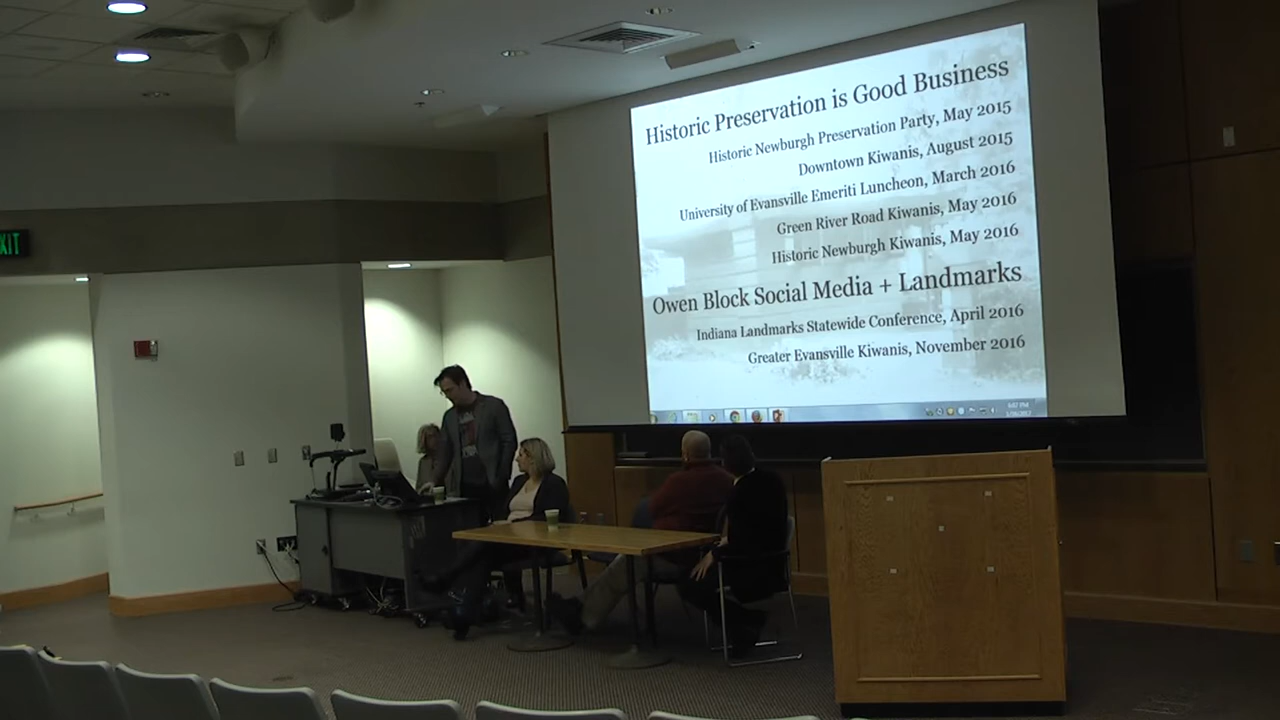 EXIT
Historic Preservation is Good Business
Historic Newburgh Preservation Party, May 2015
Downtown Kiwanis, August 2015
University of Evansville Emeriti Luncheon, March 2016
Green River Road Kiwanis, May 2016
Historic Newburgh Kiwanis, May 2016
Owen Block Social Media + Landmarks
Indiana Landmarks Statewide Conference, April 2016
Greater Evansville Kiwanis, November 2016